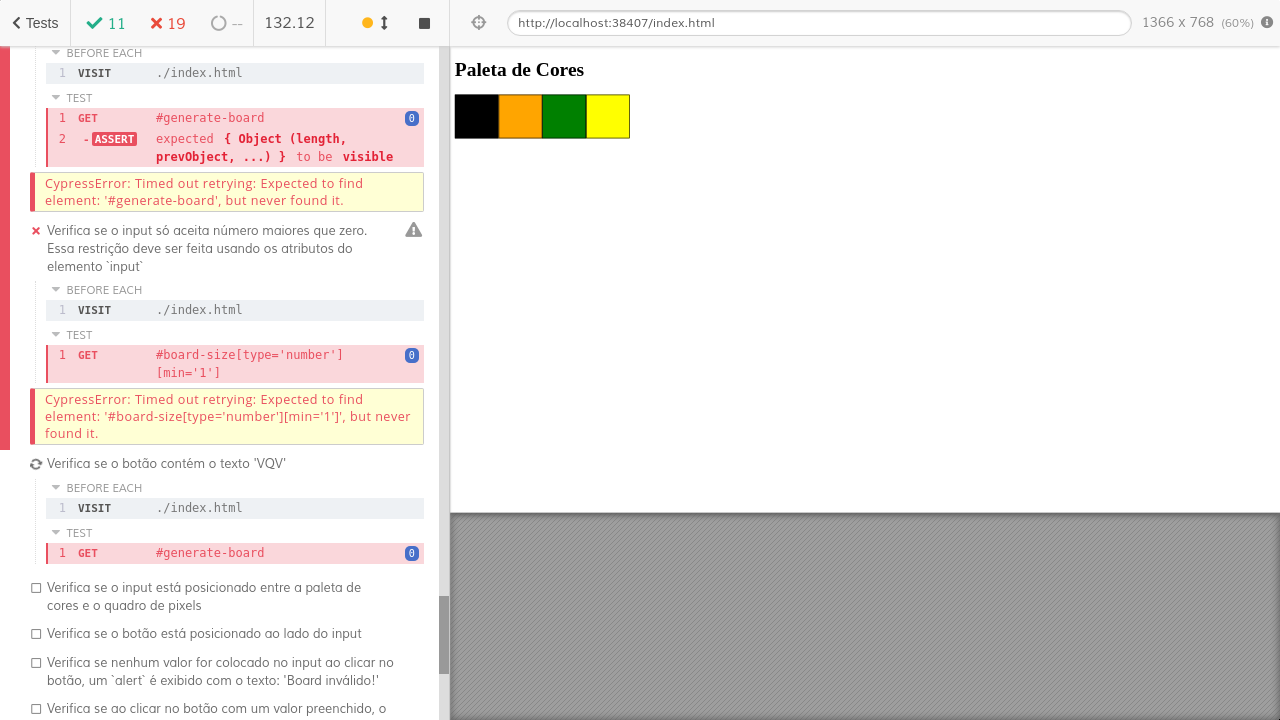 Tests
11
19
--
132.12
http://localhost:38407/index.html
1366 x 768 (60%)
BEFORE EACH
1 VISIT ./index.html
TEST
1 GET #generate-board 0
2 - ASSERT expected { Object (length,
prevObject, ...) } to be visible
CypressError: Timed out retrying: Expected to find
element: '#generate-board', but never found it.
Verifica se o input só aceita número maiores que zero.
Essa restrição deve ser feita usando os atributos do
elemento `input`
BEFORE EACH
1 VISIT ./index.html
TEST
1 GET #board-size[type='number'] 0
[min='1']
CypressError: Timed out retrying: Expected to find
element: '#board-size[type='number'][min='1']', but never
found it.
Verifica se o botão contém o texto 'VQV'
BEFORE EACH
1 VISIT ./index.html
TEST
1 GET #generate-board 0
Verifica se o input está posicionado entre a paleta de
cores e o quadro de pixels
Verifica se o botão está posicionado ao lado do input
Verifica se nenhum valor for colocado no input ao clicar no
botão, um `alert` é exibido com o texto: 'Board inválido!'
Verifica se ao clicar no botão com um valor preenchido, o
Paleta de Cores